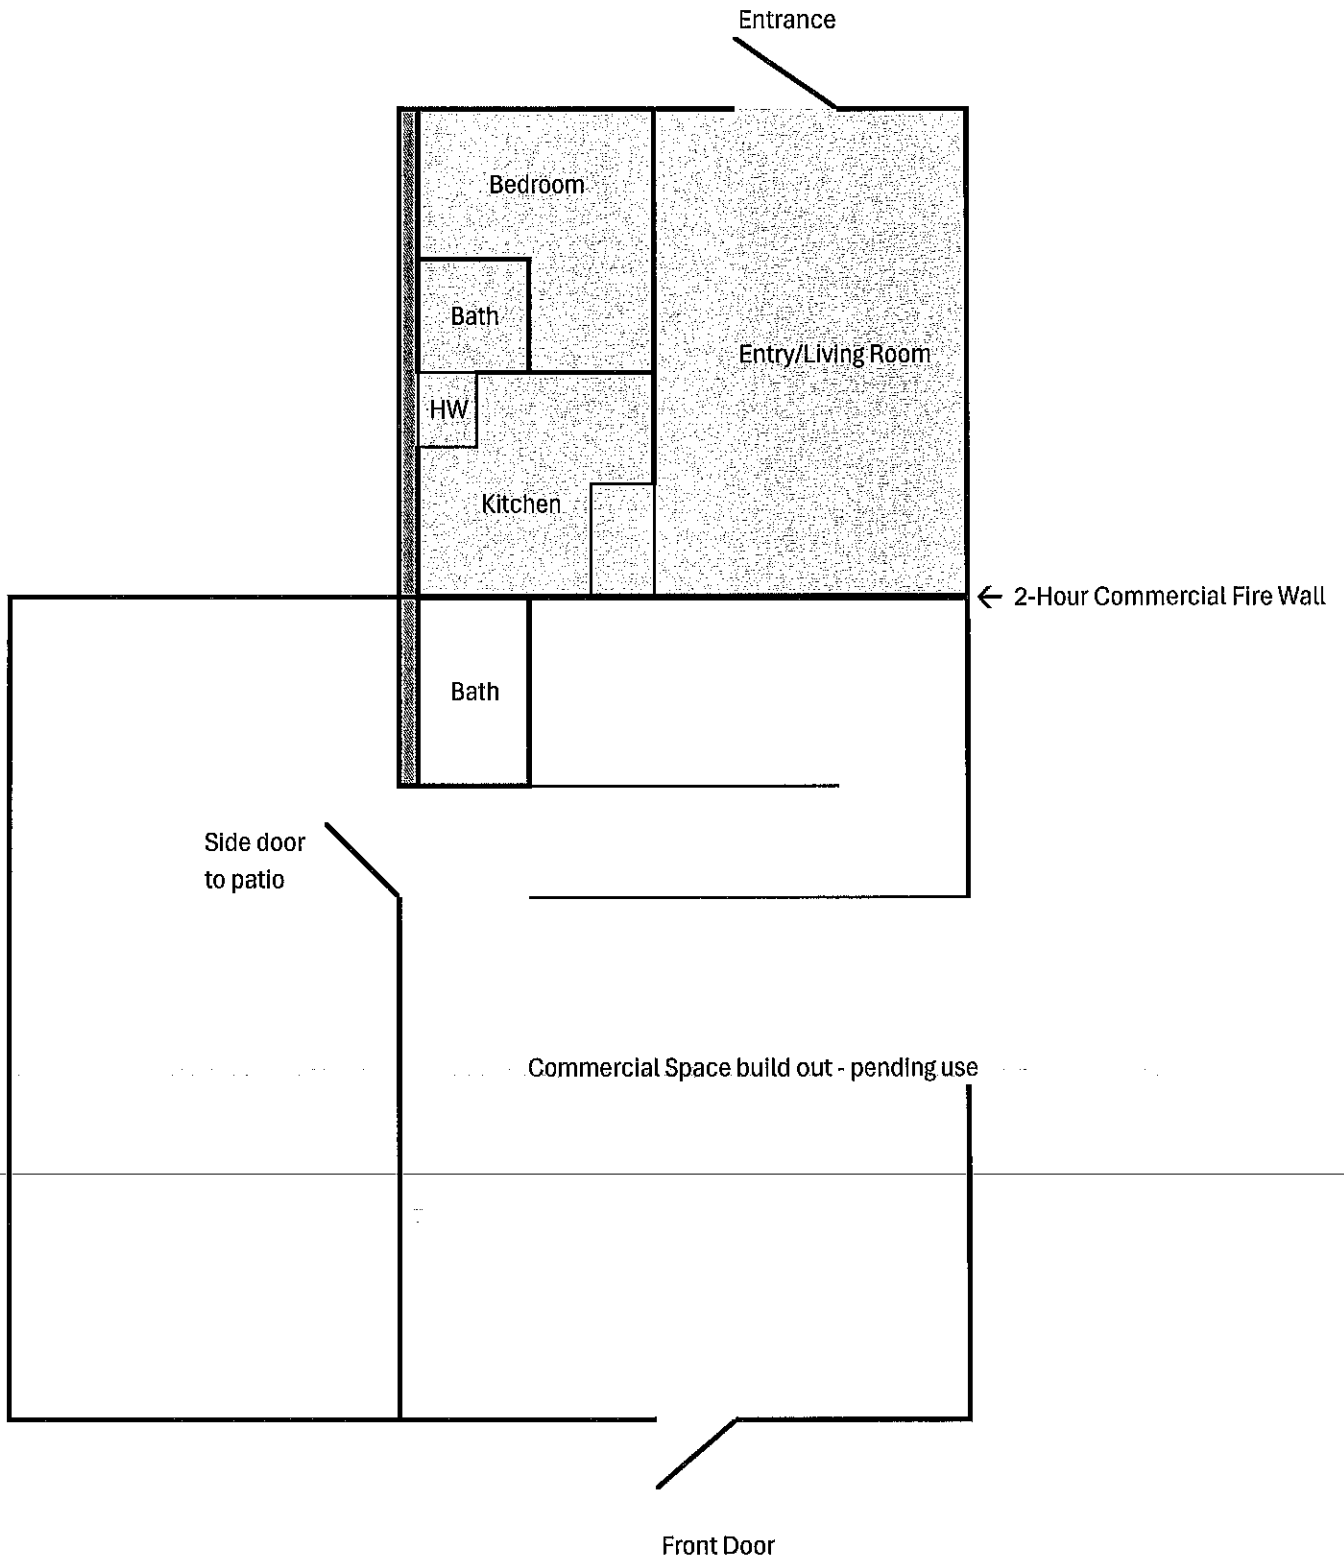 Entrance
Bedroom
Bath
Entry/Living Room
HW
Kitchen
← 2-Hour Commercial Fire Wall
Bath
Side door
to patio
Commercial Space build out - pending use
Front Door